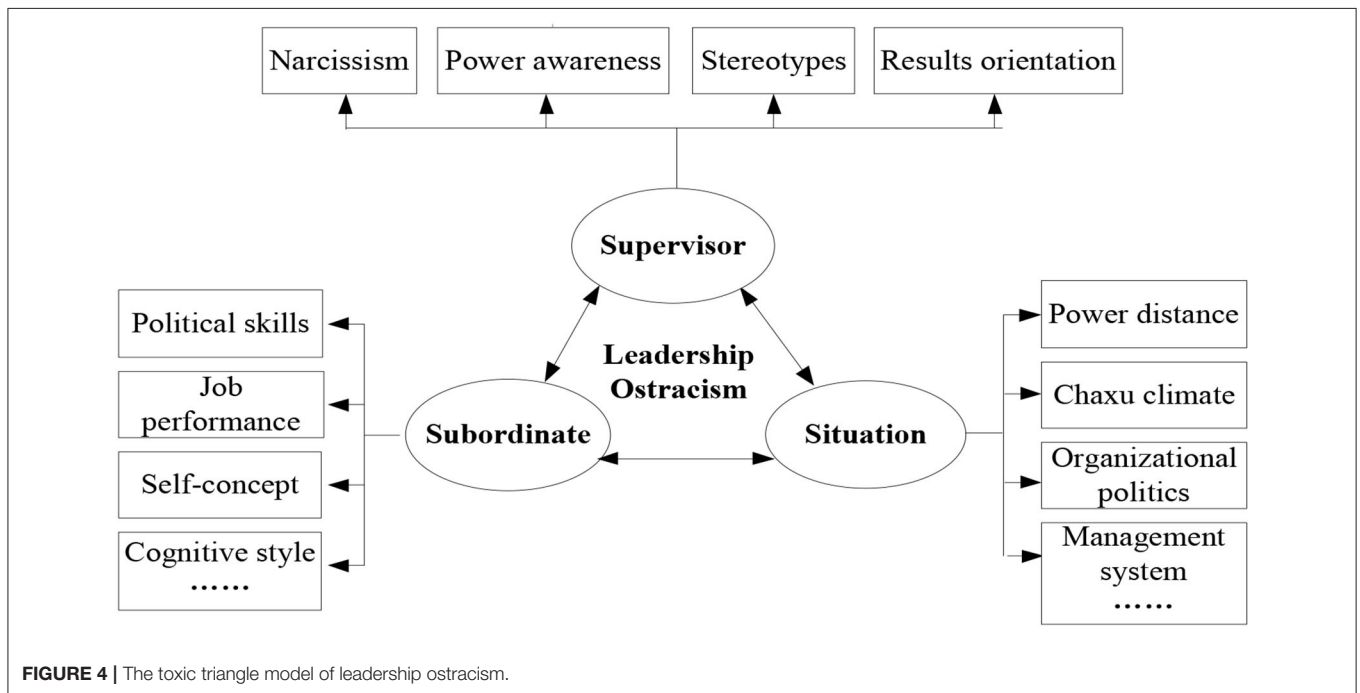 Narcissism
Power awareness
Stereotypes
Results orientation
Supervisor
Leadership
Ostracism
Subordinate
Situation
Political skills
Job
performance
Self-concept
Cognitive style
……
Power distance
Chaxu climate
Organizational
politics
Management
system
……
FIGURE 4 | The toxic triangle model of leadership ostracism.